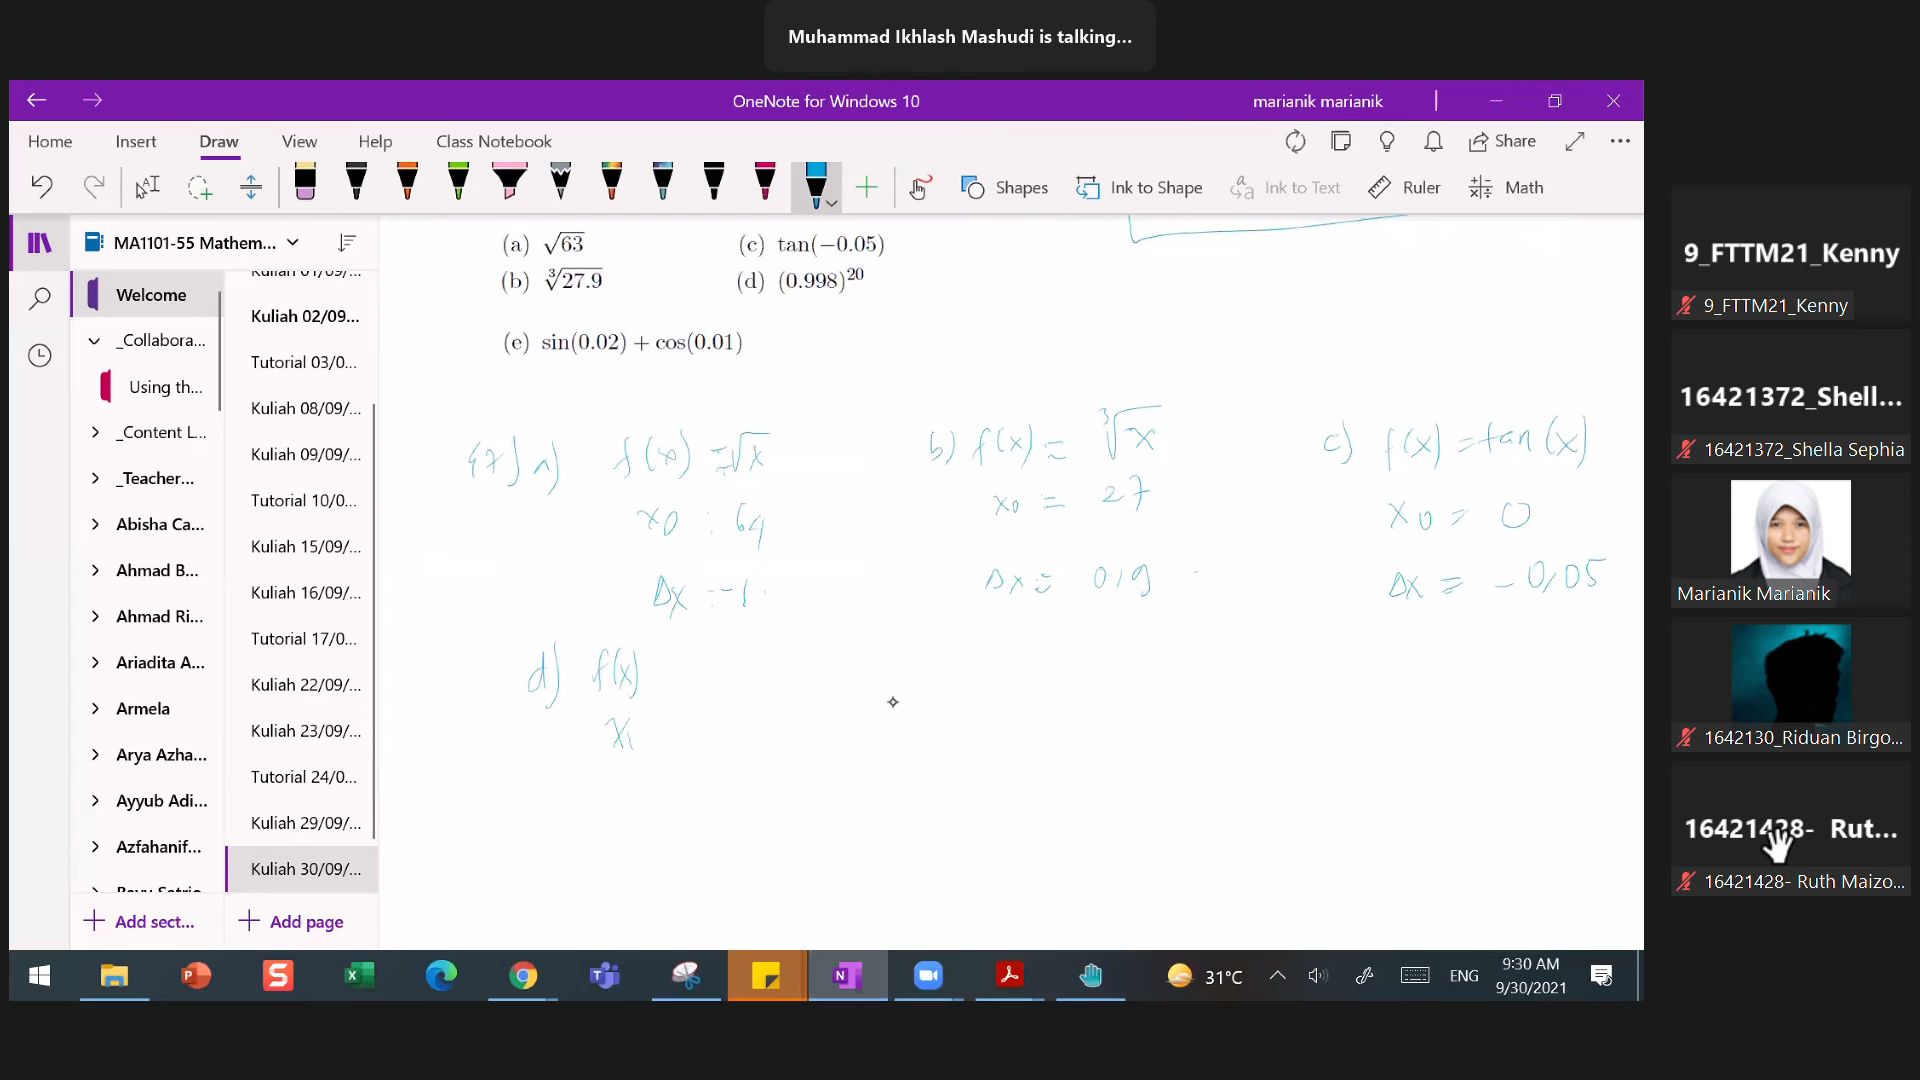 Muhammad Ikhlash Mashudi is talking...
OneNote for Windows 10
marianik marianik
Home Insert Draw View Help Class Notebook
Share
Shapes Ink to Shape Ink to Text Ruler Math
MA1101-55 Mathem...
Welcome
_Collabora...
Using th...
_Content L...
_Teacher...
Abisha Ca...
Ahmad B...
Ahmad Ri...
Ariadita A...
Armela
Arya Azha...
Ayyub Adi...
Azfahanif...
Add sect...
Kuliah 01/09/...
Kuliah 02/09...
Tutorial 03/0...
Kuliah 08/09/...
Kuliah 09/09/...
Tutorial 10/0...
Kuliah 15/09/...
Kuliah 16/09/...
Tutorial 17/0...
Kuliah 22/09/...
Kuliah 23/09/...
Tutorial 24/0...
Kuliah 29/09/...
Kuliah 30/09/...
Add page
(a) √63 (c) tan(−0.05)
(b) ∛27.9 (d) (0.998)²⁰
(e) sin(0.02) + cos(0.01)
a) f(x) = √x
x0 : 64
Δx : -1
b) f(x) = ∛x
x0 = 27
Δx = 0,9
c) f(x) = tan (x)
x0 = 0
Δx = -0,05
d) f(x)
x
9_FTTM21_Kenny
9_FTTM21_Kenny
16421372_Shell...
16421372_Shella Sephia
Marianik Marianik
1642130_Riduan Birgo...
16421428- Rut...
16421428- Ruth Maizo...
31°C
ENG
9:30 AM
9/30/2021